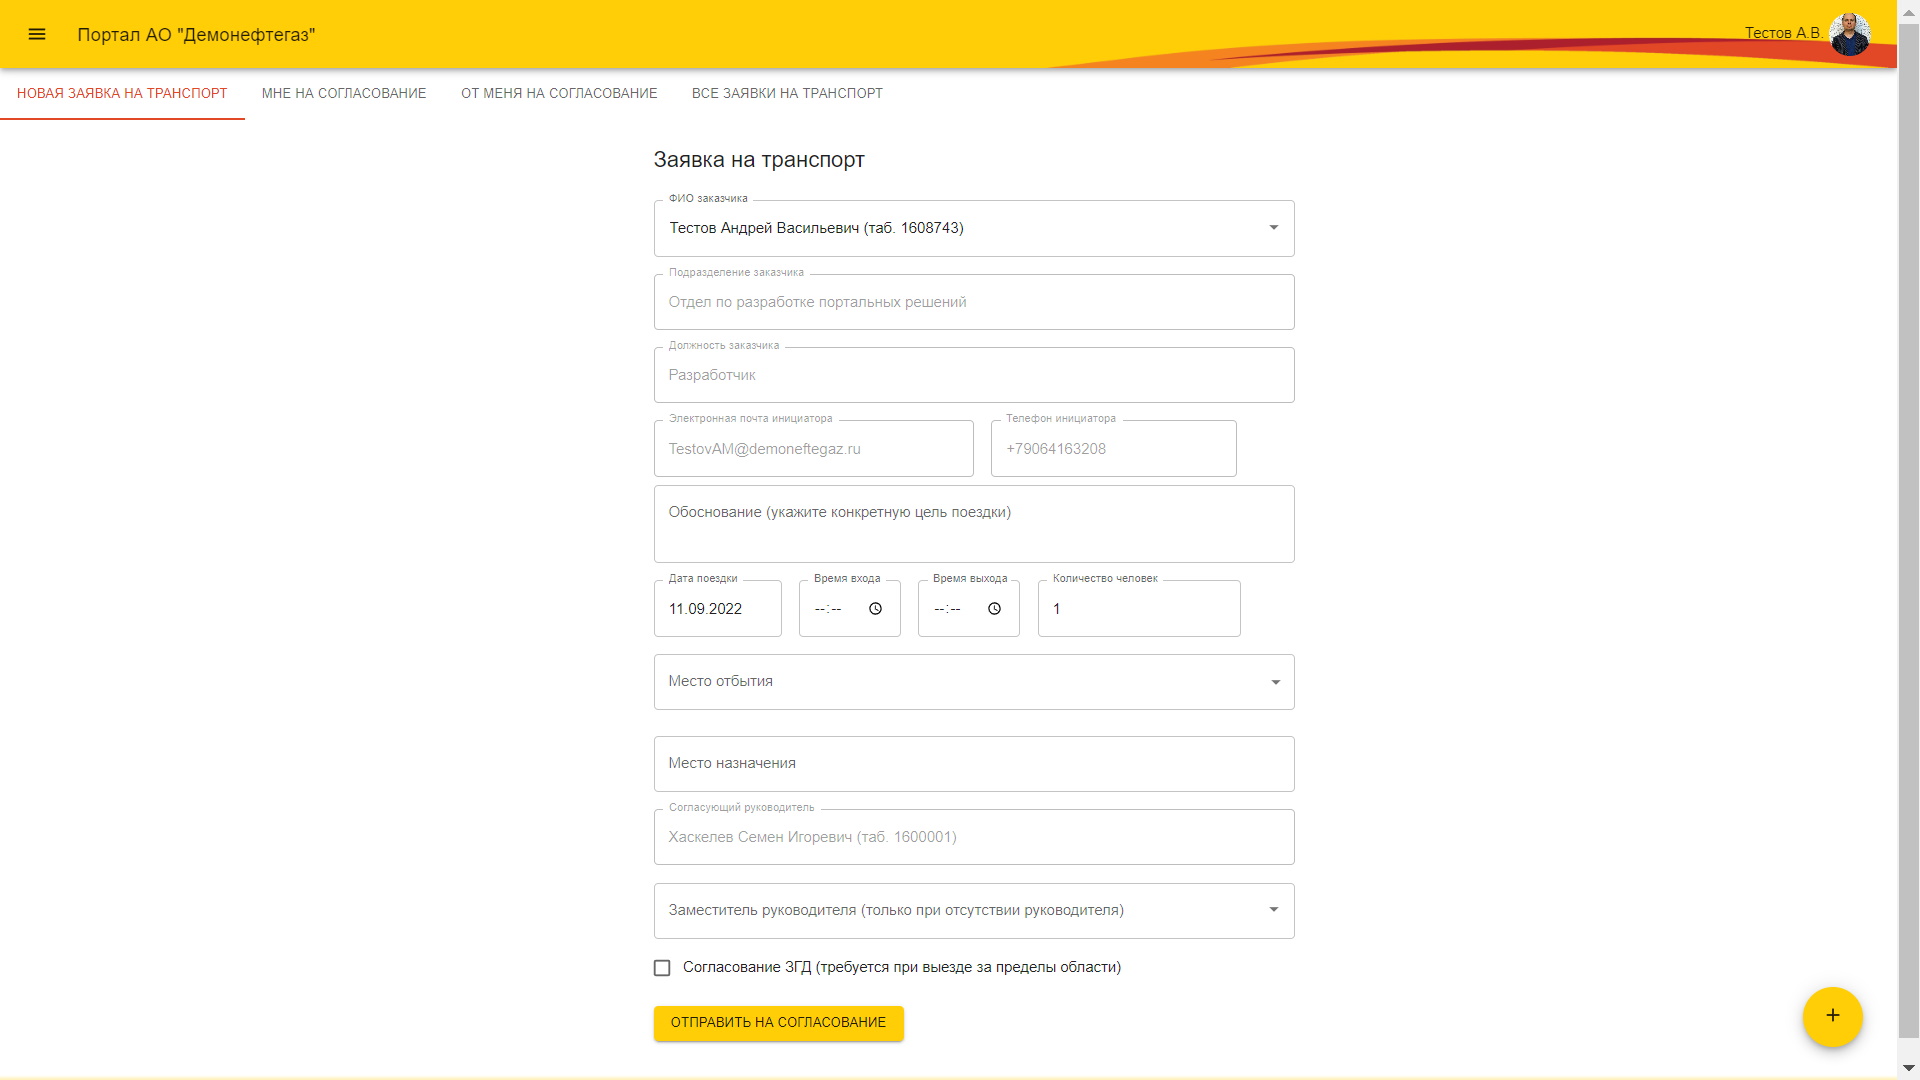 Портал АО "Демонефтегаз"
Тестов А.В.
НОВАЯ ЗАЯВКА НА ТРАНСПОРТ
МНЕ НА СОГЛАСОВАНИЕ
ОТ МЕНЯ НА СОГЛАСОВАНИЕ
ВСЕ ЗАЯВКИ НА ТРАНСПОРТ
Заявка на транспорт
ФИО заказчика
Тестов Андрей Васильевич (таб. 1608743)
Подразделение заказчика
Отдел по разработке портальных решений
Должность заказчика
Разработчик
Электронная почта инициатора
TestovAM@demoneftegaz.ru
Телефон инициатора
+79064163208
Обоснование (укажите конкретную цель поездки)
Дата поездки
11.09.2022
Время входа
--:--
Время выхода
--:--
Количество человек
1
Место отбытия
Место назначения
Согласующий руководитель
Хаскелев Семен Игоревич (таб. 1600001)
Заместитель руководителя (только при отсутствии руководителя)
Согласование ЗГД (требуется при выезде за пределы области)
ОТПРАВИТЬ НА СОГЛАСОВАНИЕ
+